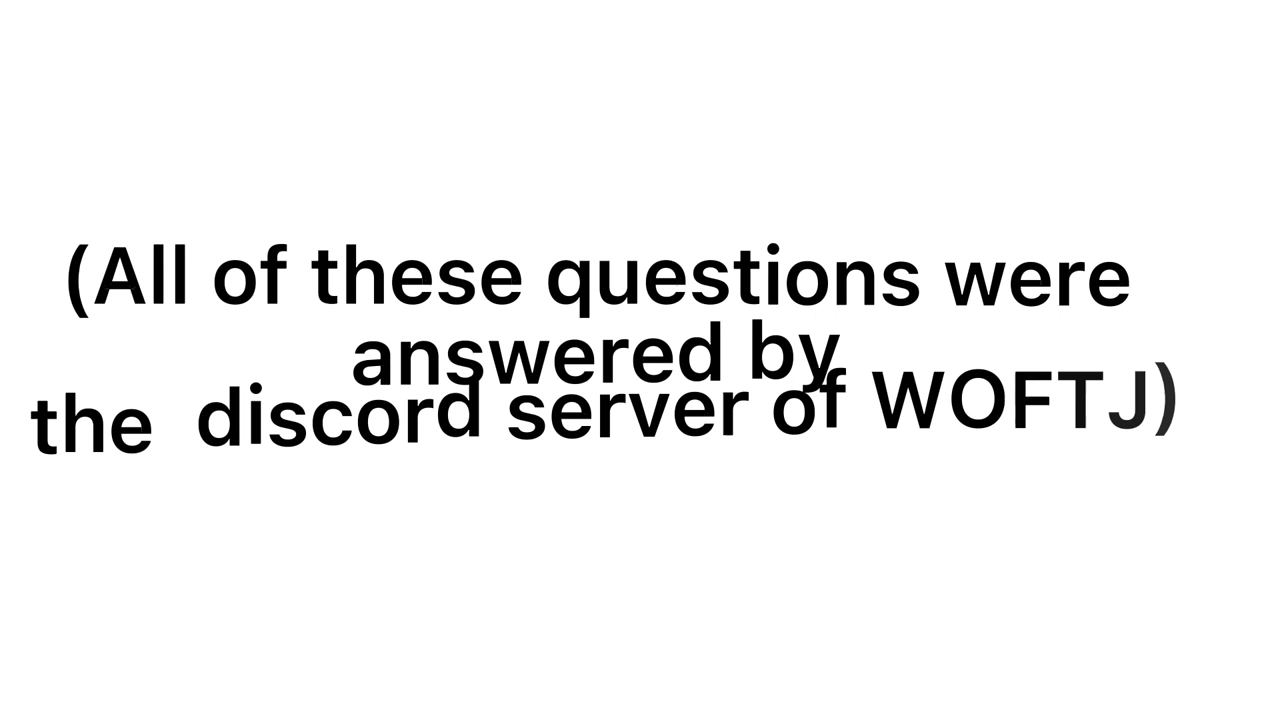 (All of these questions were
answered by
the discord server of WOFTJ)